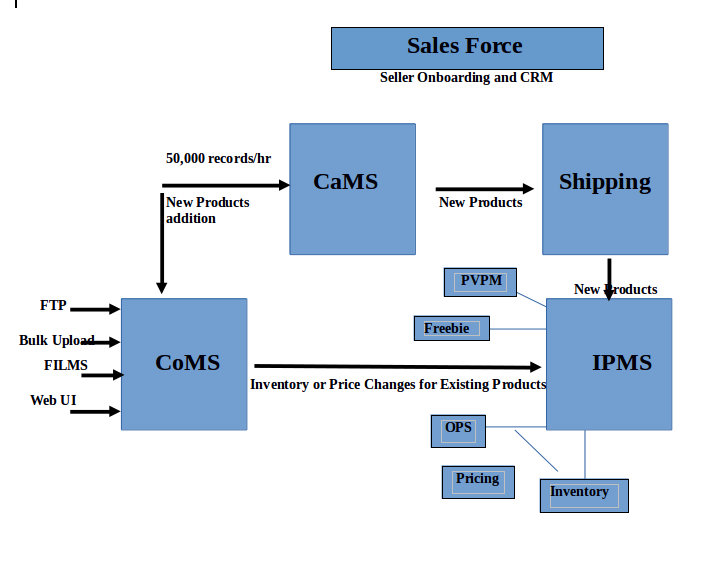 Sales Force
Seller Onboarding and CRM
50,000 records/hr
CaMS
Shipping
New Products
addition
New Products
PVPM
New Products
FTP
Freebie
Bulk Upload
FILMS
CoMS
IPMS
Inventory or Price Changes for Existing Products
Web UI
OPS
Pricing
Inventory